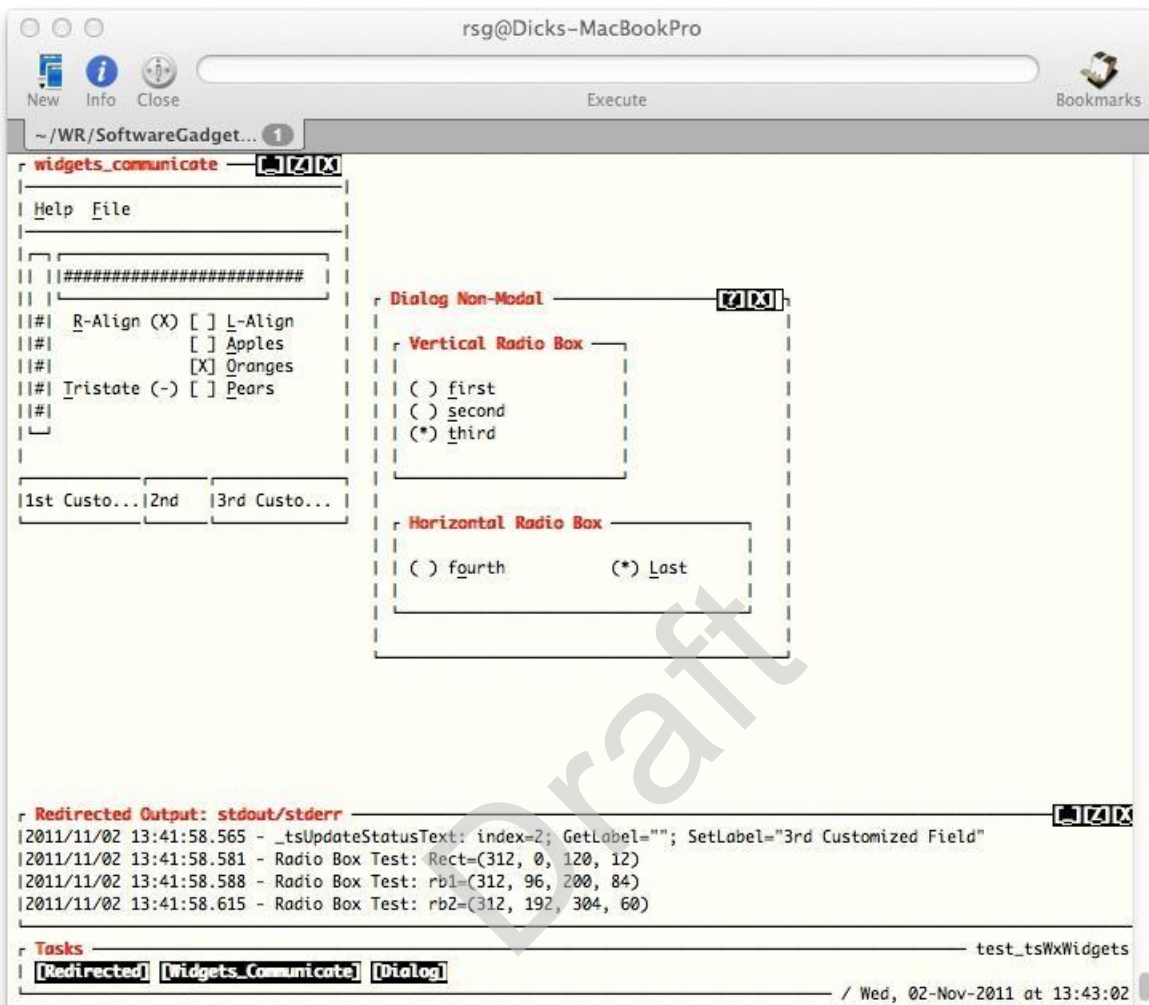 rsg@Dicks-MacBookPro
New Info Close Execute Bookmarks
~/WR/SoftwareGadget... 1
widgets_communicate [_][Z][X]
Help File
#########################
|#| R-Align (X) [ ] L-Align
|#| [ ] Apples
|#| [X] Oranges
|#| Tristate (-) [ ] Pears
|#|
1st Custo...|2nd |3rd Custo...
Dialog Non-Modal [?][X]
Vertical Radio Box
( ) first
( ) second
(*) third
Horizontal Radio Box
( ) fourth (*) Last
Draft
Redirected Output: stdout/stderr [_][Z][X
|2011/11/02 13:41:58.565 - _tsUpdateStatusText: index=2; GetLabel=""; SetLabel="3rd Customized Field"
|2011/11/02 13:41:58.581 - Radio Box Test: Rect=(312, 0, 120, 12)
|2011/11/02 13:41:58.588 - Radio Box Test: rb1=(312, 96, 200, 84)
|2011/11/02 13:41:58.615 - Radio Box Test: rb2=(312, 192, 304, 60)
Tasks test_tsWxWidgets
[Redirected] [Widgets_Communicate] [Dialog]
/ Wed, 02-Nov-2011 at 13:43:02